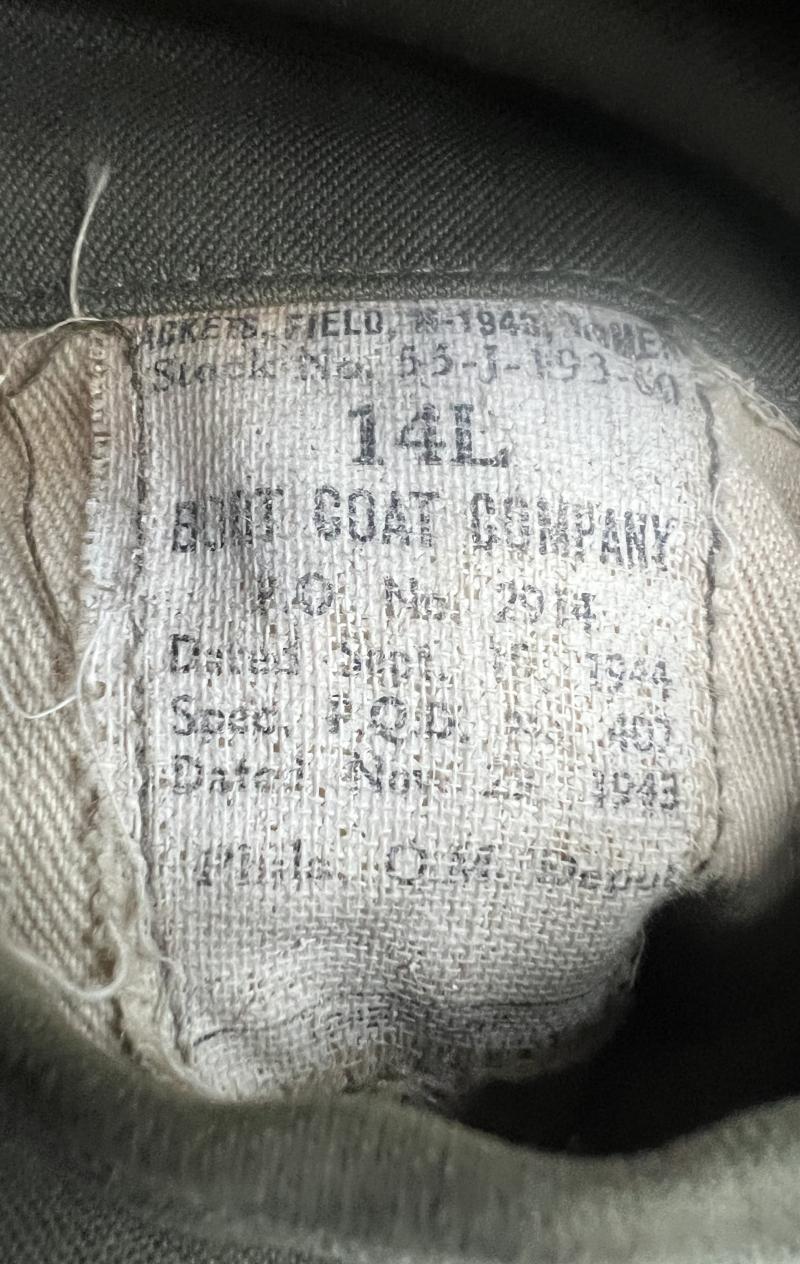 JACKETS, FIELD, M-1943, WOMEN
Stock No. 55-J-193-60
14L
BONT COAT COMPANY
P.O. No. 2914
Dated Sept. 1944
Spec. P.Q.D. 407
Dated Nov. 1943
Phila. Q.M. Depot